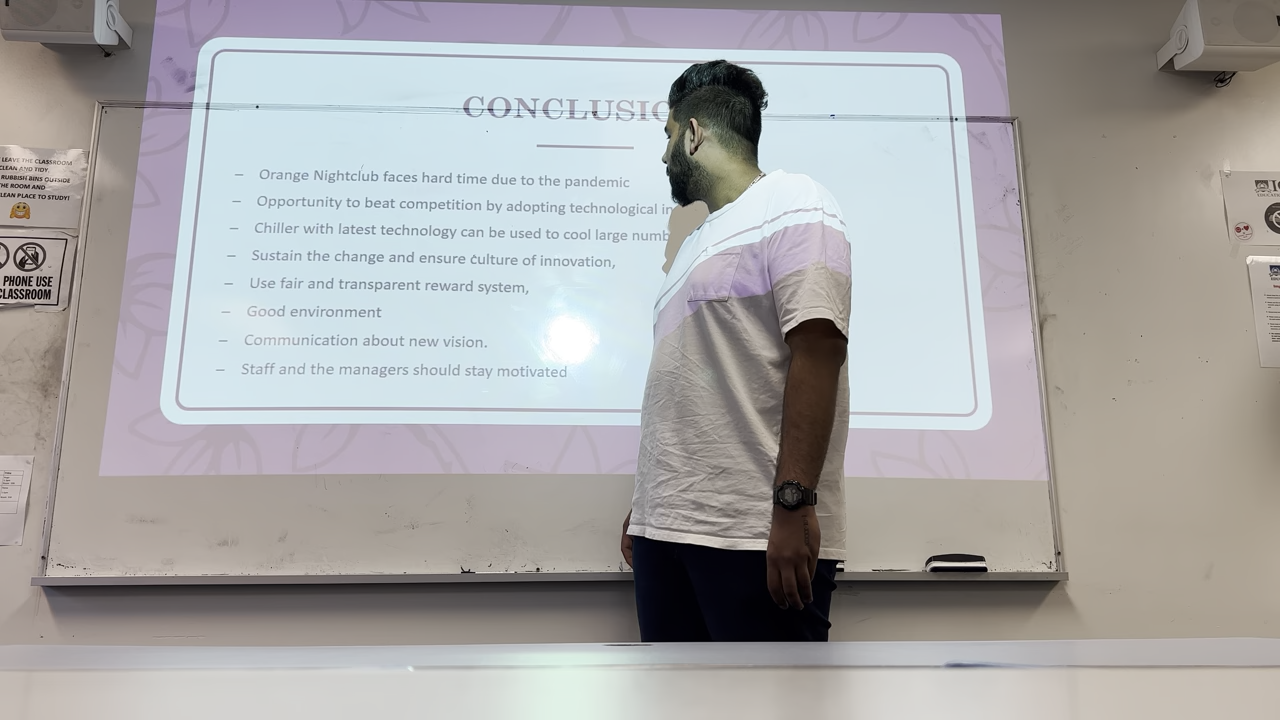 CONCLUSIO
– Orange Nightclub faces hard time due to the pandemic
– Opportunity to beat competition by adopting technological in
– Chiller with latest technology can be used to cool large numb
– Sustain the change and ensure culture of innovation,
– Use fair and transparent reward system,
– Good environment
– Communication about new vision.
– Staff and the managers should stay motivated
LEAVE THE CLASSROOM
CLEAN AND TIDY.
RUBBISH BINS OUTSIDE
THE ROOM AND
LEAN PLACE TO STUDY!
PHONE USE
CLASSROOM